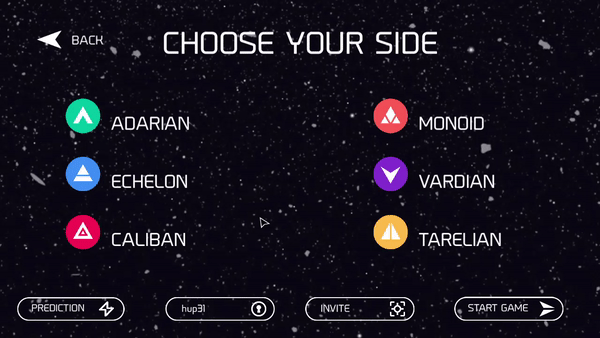 BACK
CHOOSE YOUR SIDE
ADARIAN
MONOID
ECHELON
VARDIAN
CALIBAN
TARELIAN
PREDICTION
hup31
INVITE
START GAME